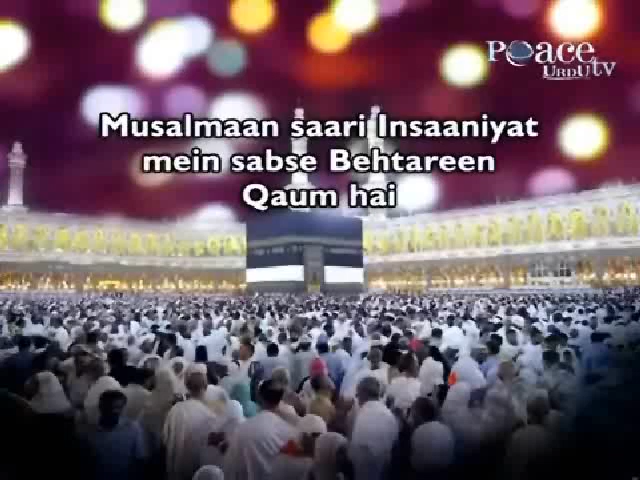 Peace
URDU tv
Musalmaan saari Insaaniyat
mein sabse Behtareen
Qaum hai